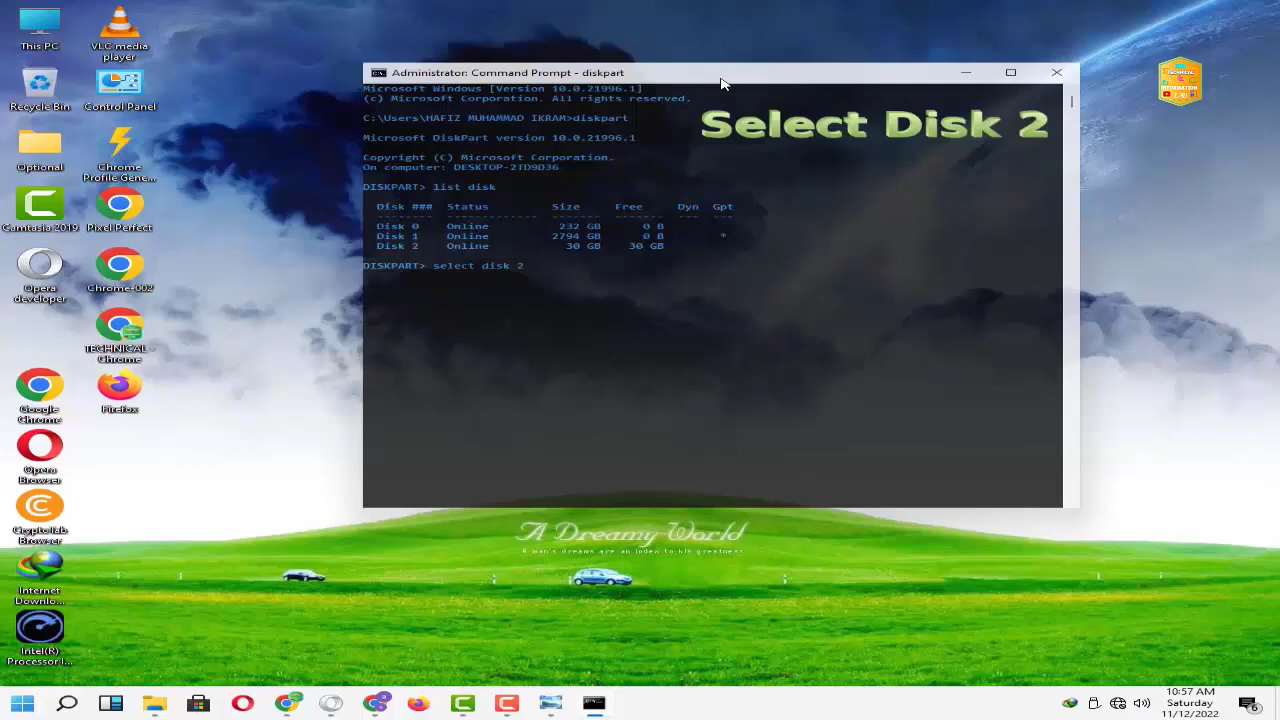 This PC
VLC media
player
Recycle Bin
Control Panel
Optional
Chrome
Profile Gene...
Camtasia 2019
Pixel Perfect
Opera
developer
Chrome-002
TECHNICAL -
Chrome
Google
Chrome
Firefox
Opera
Browser
CryptoTab
Browser
Internet
Downlo...
Intel(R)
Processor I...
Administrator: Command Prompt - diskpart
Microsoft Windows [Version 10.0.21996.1]
(c) Microsoft Corporation. All rights reserved.
C:\Users\HAFIZ MUHAMMAD IKRAM>diskpart
Microsoft DiskPart version 10.0.21996.1
Copyright (C) Microsoft Corporation.
On computer: DESKTOP-2TD9D36
DISKPART> list disk
Disk ### Status Size Free Dyn Gpt
-------- ------------- ------- ------- --- ---
Disk 0 Online 232 GB 0 B
Disk 1 Online 2794 GB 0 B *
Disk 2 Online 30 GB 30 GB
DISKPART> select disk 2
Select Disk 2
TECHNICAL
&
INFORMATION
A Dreamy World
A man's dreams are an index to his greatness
10:57 AM
Saturday
11/12/2022
6